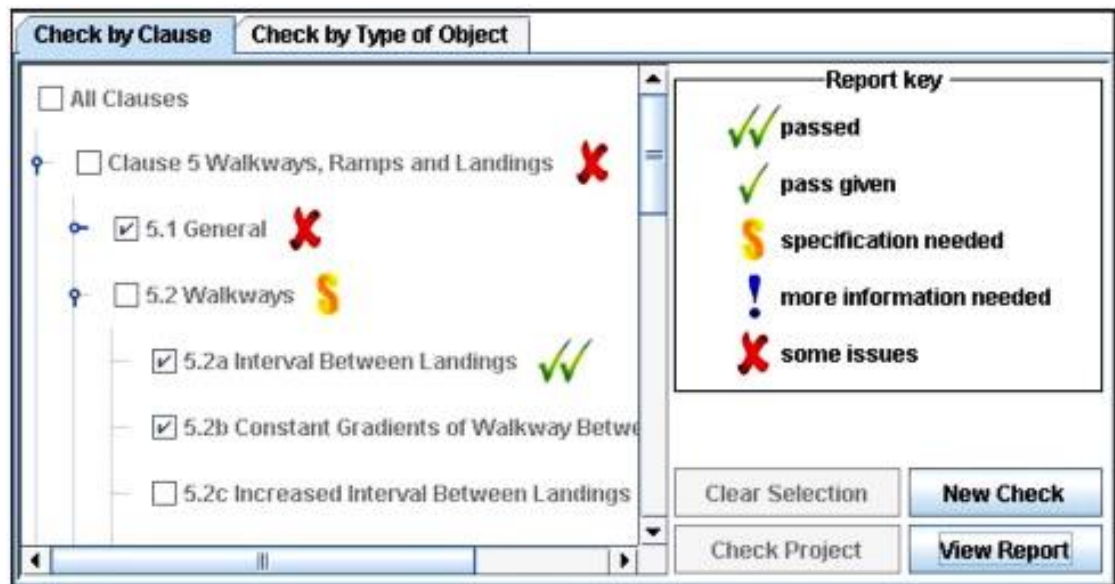 Check by Clause
Check by Type of Object
All Clauses
Clause 5 Walkways, Ramps and Landings
5.1 General
5.2 Walkways
5.2a Interval Between Landings
5.2b Constant Gradients of Walkway Betwe
5.2c Increased Interval Between Landings
Report key
passed
pass given
specification needed
more information needed
some issues
Clear Selection
New Check
Check Project
View Report